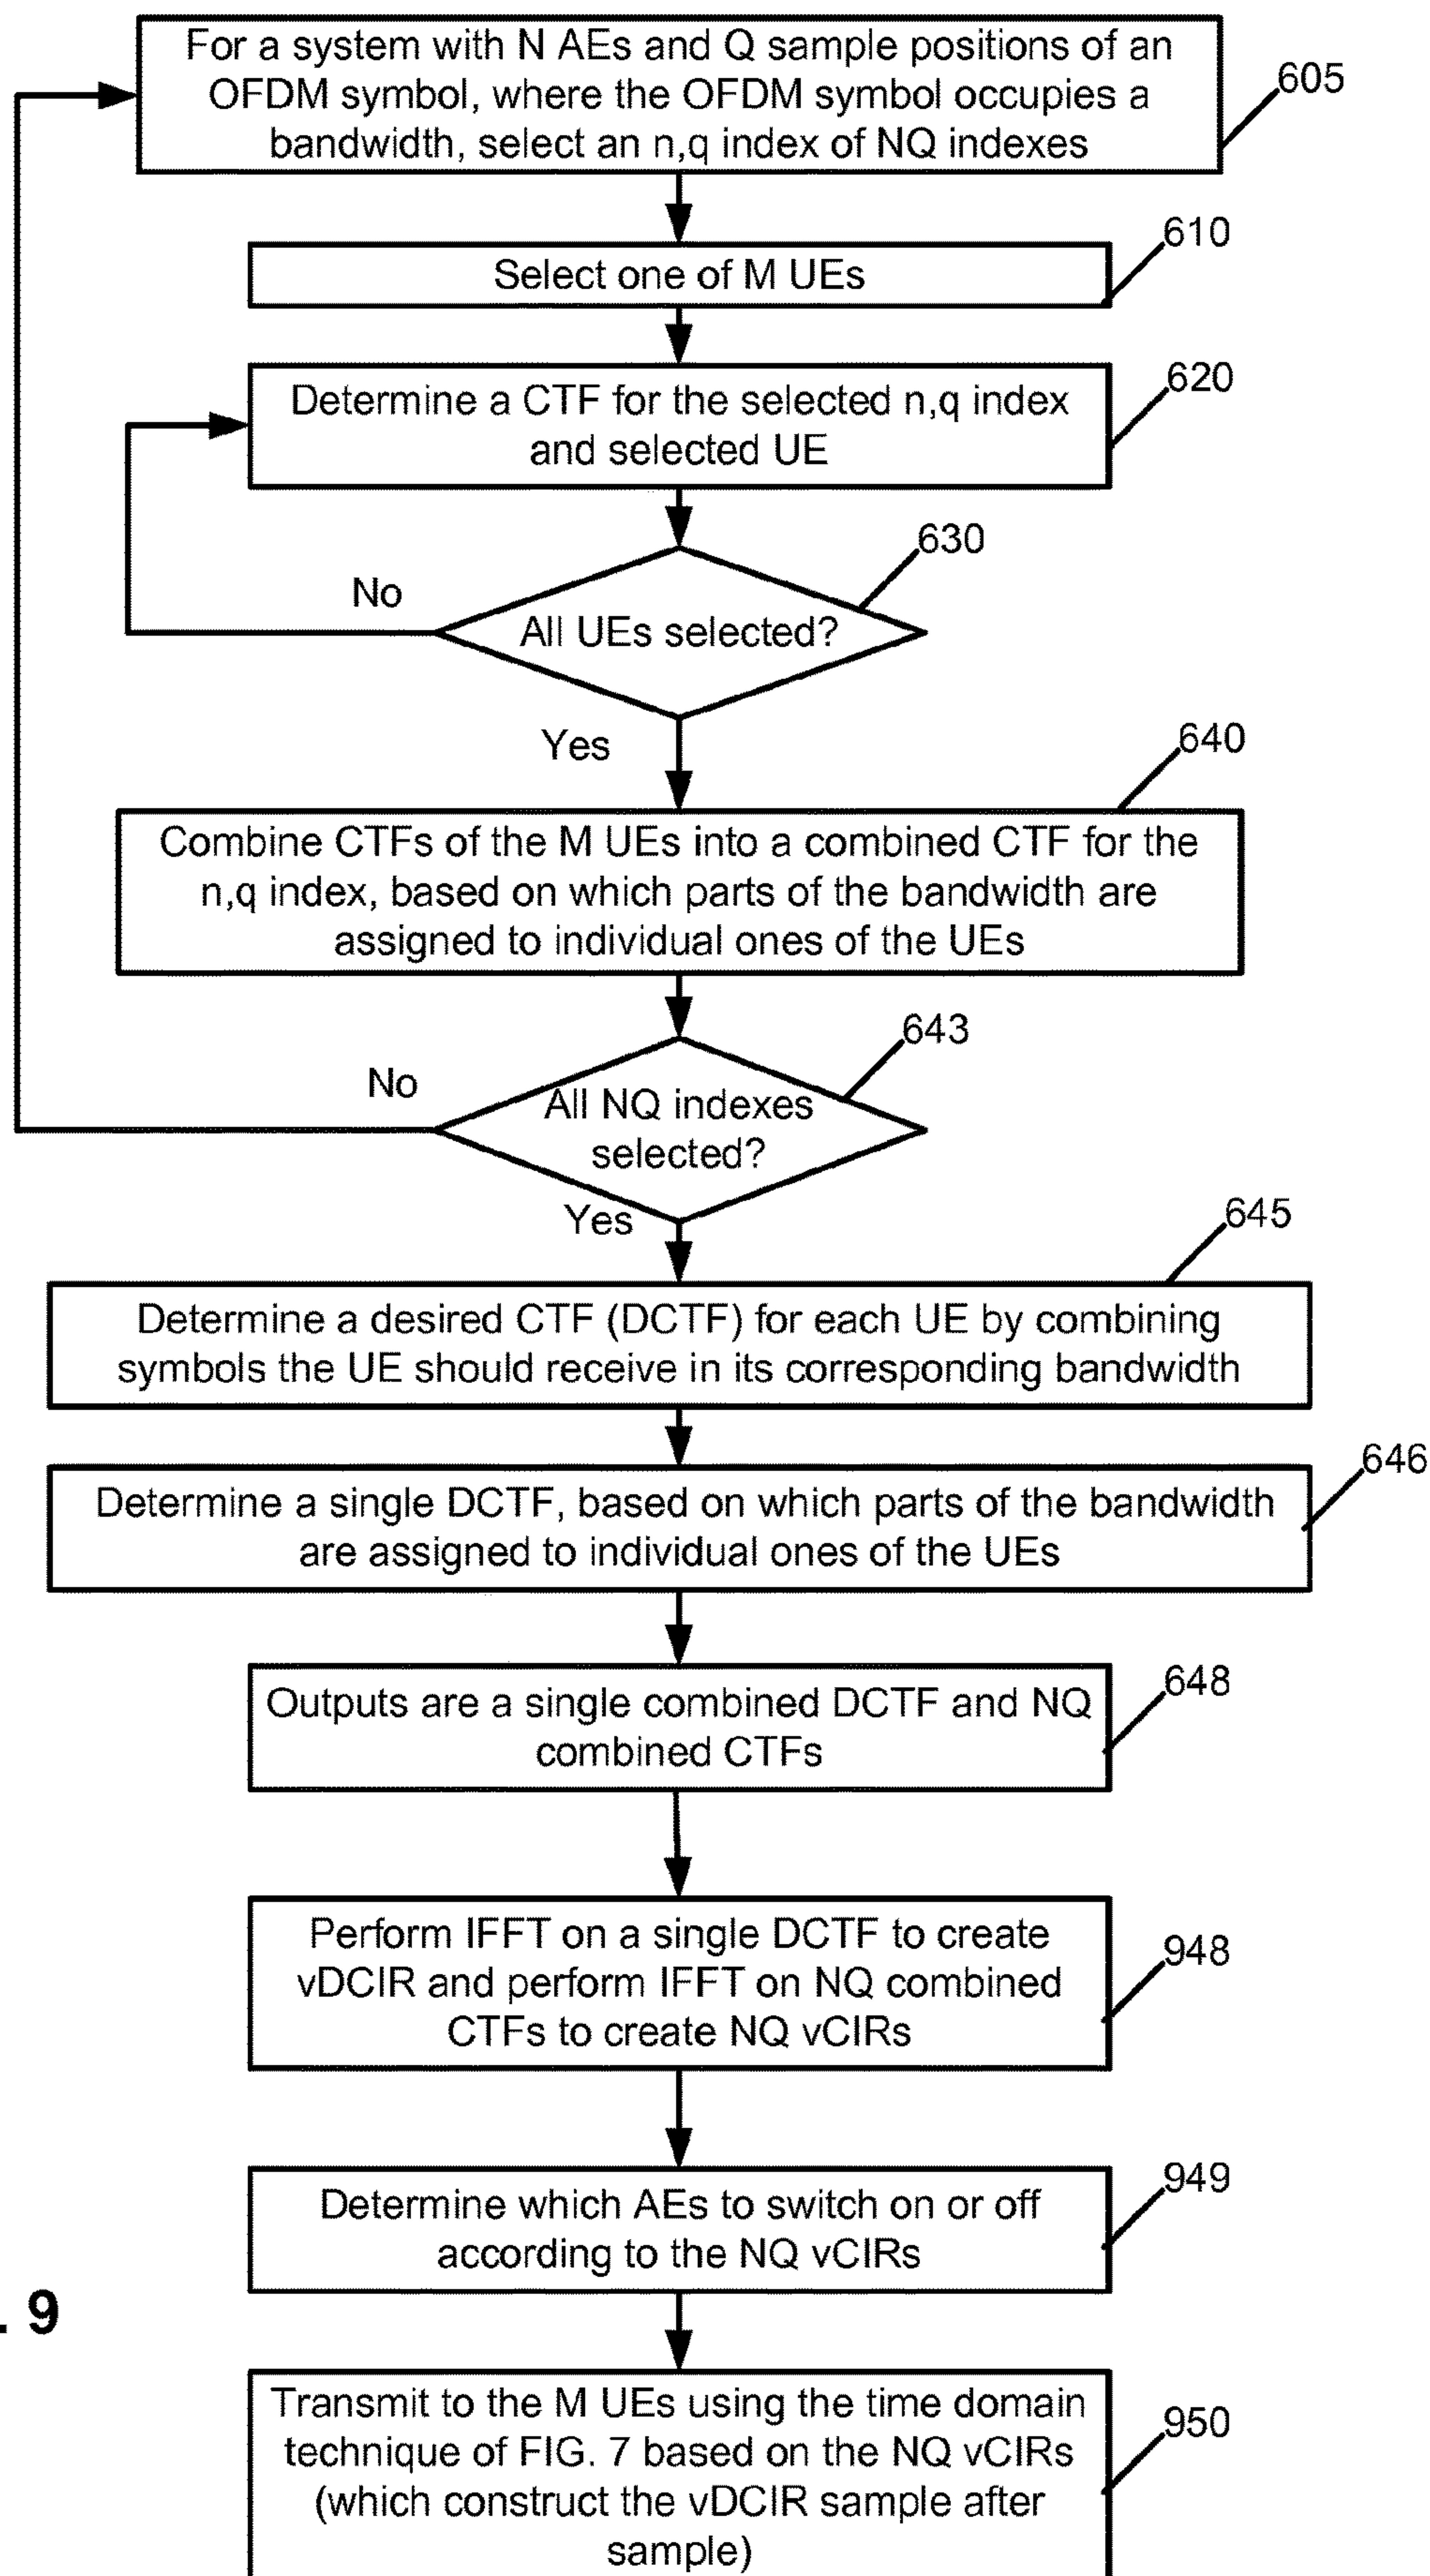 For a system with N AEs and Q sample positions of an
OFDM symbol, where the OFDM symbol occupies a
bandwidth, select an n,q index of NQ indexes
605
610
Select one of M UEs
620
Determine a CTF for the selected n,q index
and selected UE
630
No
All UEs selected?
Yes
640
Combine CTFs of the M UEs into a combined CTF for the
n,q index, based on which parts of the bandwidth are
assigned to individual ones of the UEs
643
No
All NQ indexes
selected?
Yes
645
Determine a desired CTF (DCTF) for each UE by combining
symbols the UE should receive in its corresponding bandwidth
646
Determine a single DCTF, based on which parts of the bandwidth
are assigned to individual ones of the UEs
648
Outputs are a single combined DCTF and NQ
combined CTFs
948
Perform IFFT on a single DCTF to create
vDCIR and perform IFFT on NQ combined
CTFs to create NQ vCIRs
949
Determine which AEs to switch on or off
according to the NQ vCIRs
. 9
950
Transmit to the M UEs using the time domain
technique of FIG. 7 based on the NQ vCIRs
(which construct the vDCIR sample after
sample)